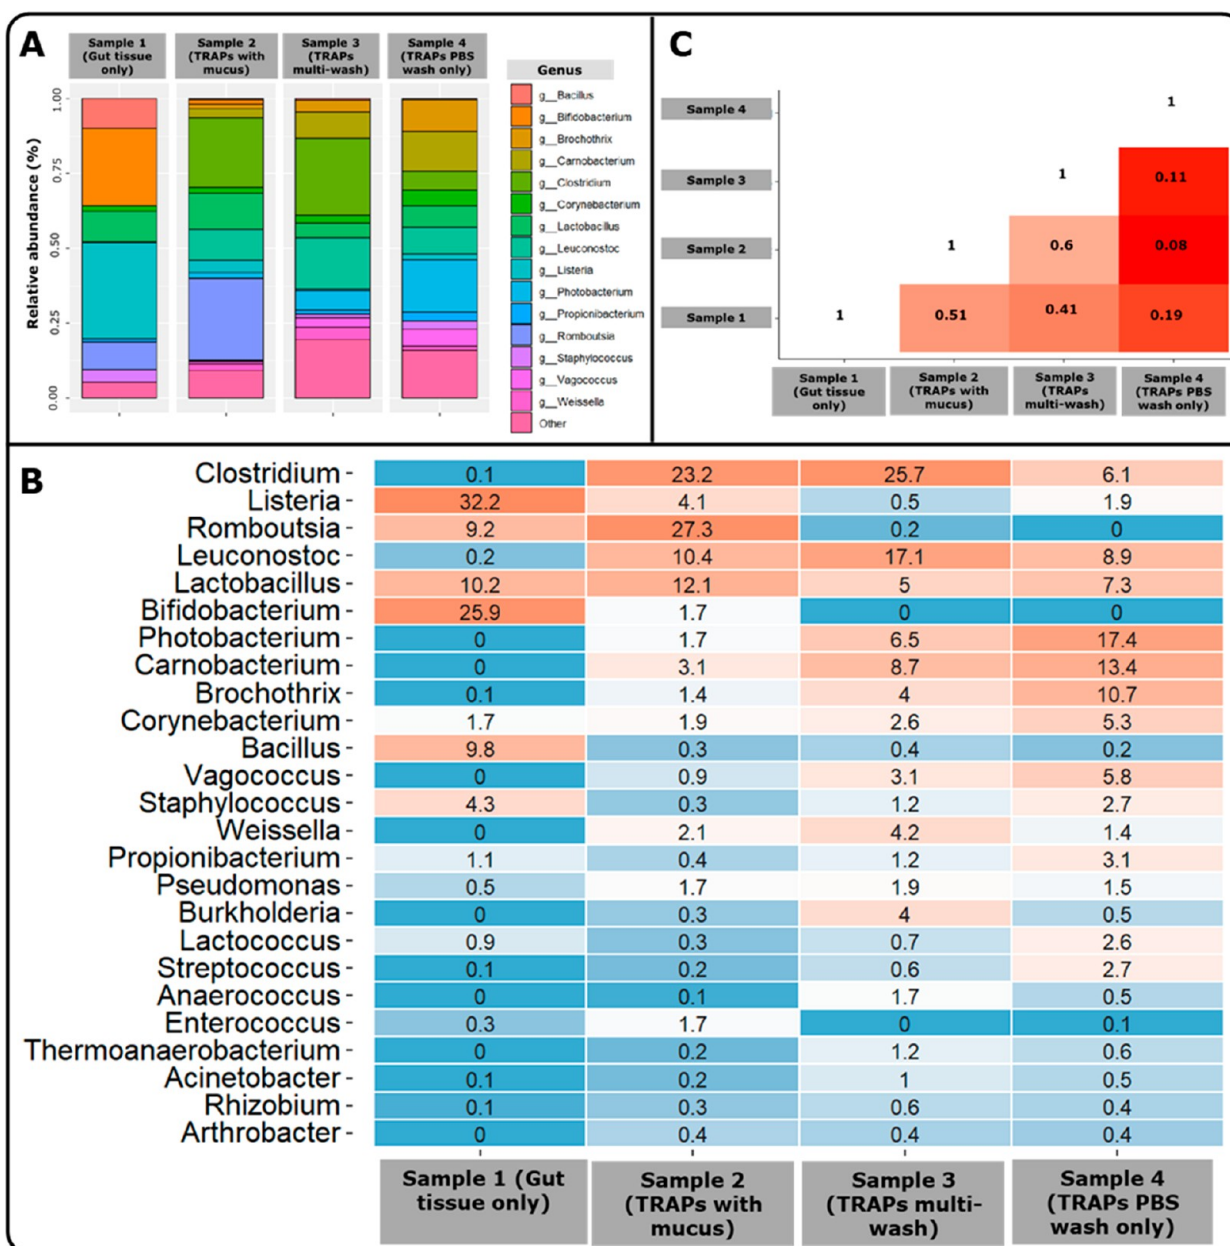 A
Sample 1
(Gut tissue
only)
Sample 2
(TRAPs with
mucus)
Sample 3
(TRAPs
multi-wash)
Sample 4
(TRAPs PBS
wash only)
Relative abundance (%)
1.00
0.75
0.50
0.25
0.00
Genus
g__Bacillus
g__Bifidobacterium
g__Brochothrix
g__Carnobacterium
g__Clostridium
g__Corynebacterium
g__Lactobacillus
g__Leuconostoc
g__Listeria
g__Photobacterium
g__Propionibacterium
g__Romboutsia
g__Staphylococcus
g__Vagococcus
g__Weissella
Other
C
Sample 4 1
Sample 3 1 0.11
Sample 2 1 0.6 0.08
Sample 1 1 0.51 0.41 0.19
Sample 1
(Gut tissue
only)
Sample 2
(TRAPs with
mucus)
Sample 3
(TRAPs
multi-wash)
Sample 4
(TRAPs PBS
wash only)
B
Clostridium - 0.1 23.2 25.7 6.1
Listeria - 32.2 4.1 0.5 1.9
Romboutsia - 9.2 27.3 0.2 0
Leuconostoc - 0.2 10.4 17.1 8.9
Lactobacillus - 10.2 12.1 5 7.3
Bifidobacterium - 25.9 1.7 0 0
Photobacterium - 0 1.7 6.5 17.4
Carnobacterium - 0 3.1 8.7 13.4
Brochothrix - 0.1 1.4 4 10.7
Corynebacterium - 1.7 1.9 2.6 5.3
Bacillus - 9.8 0.3 0.4 0.2
Vagococcus - 0 0.9 3.1 5.8
Staphylococcus - 4.3 0.3 1.2 2.7
Weissella - 0 2.1 4.2 1.4
Propionibacterium - 1.1 0.4 1.2 3.1
Pseudomonas - 0.5 1.7 1.9 1.5
Burkholderia - 0 0.3 4 0.5
Lactococcus - 0.9 0.3 0.7 2.6
Streptococcus - 0.1 0.2 0.6 2.7
Anaerococcus - 0 0.1 1.7 0.5
Enterococcus - 0.3 1.7 0 0.1
Thermoanaerobacterium - 0 0.2 1.2 0.6
Acinetobacter - 0.1 0.2 1 0.5
Rhizobium - 0.1 0.3 0.6 0.4
Arthrobacter - 0 0.4 0.4 0.4
Sample 1 (Gut
tissue only)
Sample 2
(TRAPs with
mucus)
Sample 3
(TRAPs multi-
wash)
Sample 4
(TRAPs PBS
wash only)